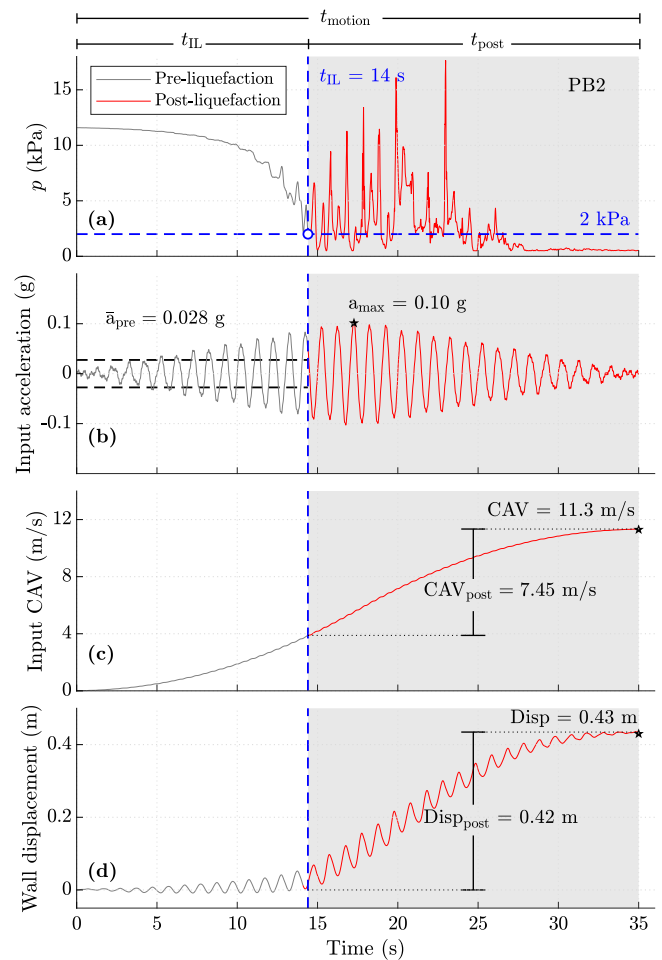 t_motion
t_IL
t_post
Pre-liquefaction
Post-liquefaction
t_IL = 14 s
PB2
15
10
5
0
p (kPa)
(a)
2 kPa
Input acceleration (g)
0.1
0
-0.1
a̅_pre = 0.028 g
a_max = 0.10 g
(b)
Input CAV (m/s)
12
8
4
0
CAV = 11.3 m/s
CAV_post = 7.45 m/s
(c)
Wall displacement (m)
0.4
0.2
0
Disp = 0.43 m
Disp_post = 0.42 m
(d)
0 5 10 15 20 25 30 35
Time (s)